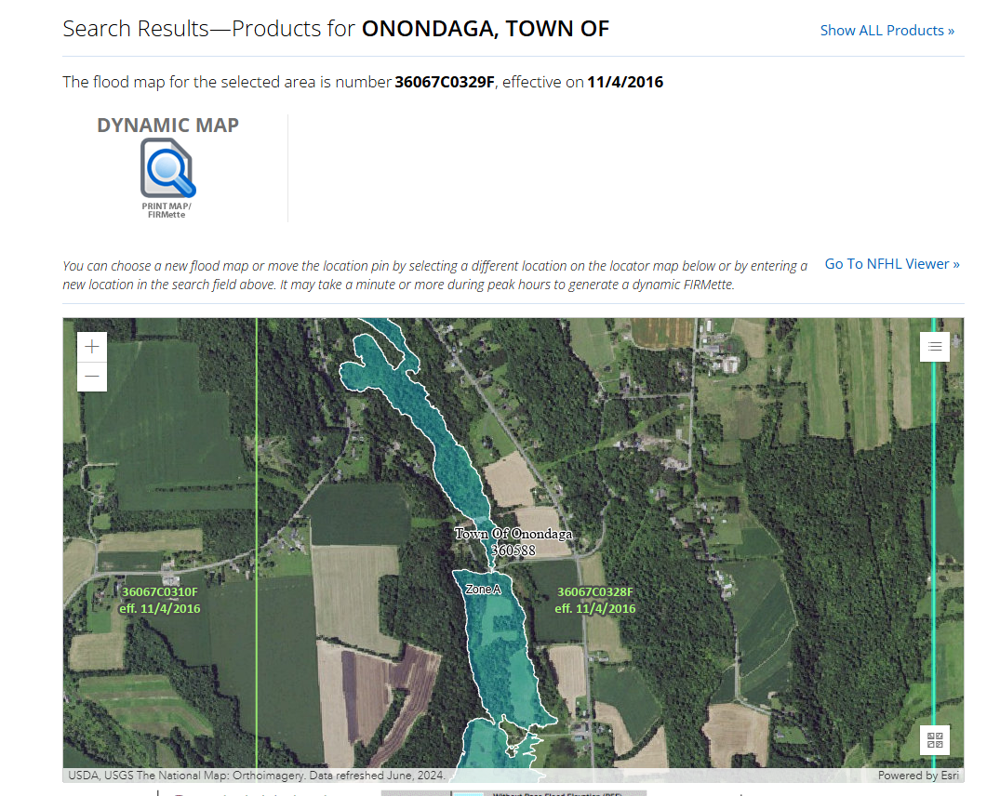 Search Results—Products for ONONDAGA, TOWN OF
Show ALL Products »
The flood map for the selected area is number 36067C0329F, effective on 11/4/2016
DYNAMIC MAP
PRINT MAP/
FIRMette
You can choose a new flood map or move the location pin by selecting a different location on the locator map below or by entering a
new location in the search field above. It may take a minute or more during peak hours to generate a dynamic FIRMette.
Go To NFHL Viewer »
Town Of Onondaga
360588
Zone A
36067C0310F
eff. 11/4/2016
36067C0328F
eff. 11/4/2016
USDA, USGS The National Map: Orthoimagery. Data refreshed June, 2024.
Powered by Esri
Without Base Flood Elevation (BFE)